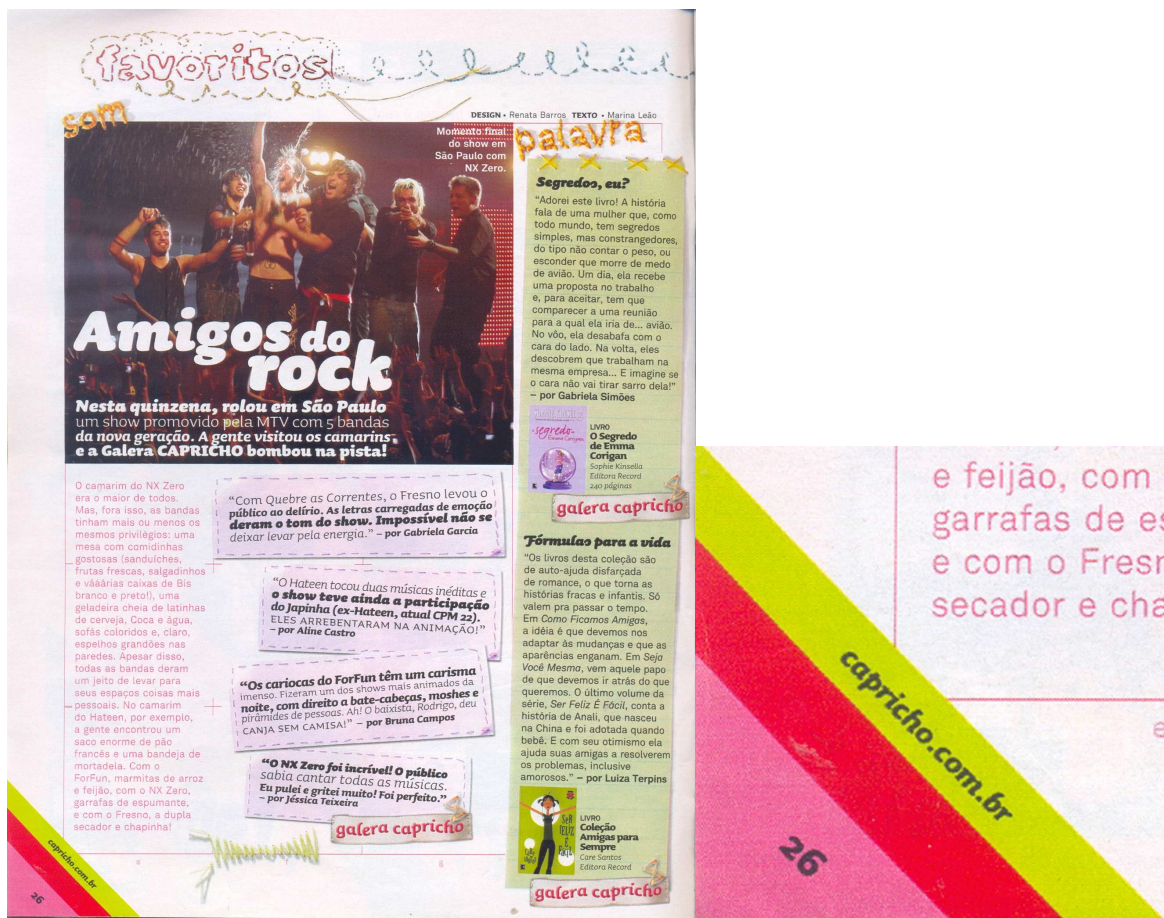 favoritos
som
DESIGN • Renata Barros TEXTO • Marina Leão
Momento final
do show em
São Paulo com
NX Zero.
Amigos do
rock
Nesta quinzena, rolou em São Paulo
um show promovido pela MTV com 5 bandas
da nova geração. A gente visitou os camarins
e a Galera CAPRICHO bombou na pista!
O camarim do NX Zero
era o maior de todos.
Mas, fora isso, as bandas
tinham mais ou menos os
mesmos privilégios: uma
mesa com comidinhas
gostosas (sanduíches,
frutas frescas, salgadinhos
e váááarias caixas de Bis
branco e preto!), uma
geladeira cheia de latinhas
de cerveja, Coca e água,
sofás coloridos e, claro,
espelhos grandões nas
paredes. Apesar disso,
todas as bandas deram
um jeito de levar para
seus espaços coisas mais
pessoais. No camarim
do Hateen, por exemplo,
a gente encontrou um
saco enorme de pão
francês e uma bandeja de
mortadela. Com o
ForFun, marmitas de arroz
e feijão, com o NX Zero,
garrafas de espumante,
e com o Fresno, a dupla
secador e chapinha!
“Com Quebre as Correntes, o Fresno levou o
público ao delírio. As letras carregadas de emoção
deram o tom do show. Impossível não se
deixar levar pela energia.” – por Gabriela Garcia
“O Hateen tocou duas músicas inéditas e
o show teve ainda a participação
do Japinha (ex-Hateen, atual CPM 22).
ELES ARREBENTARAM NA ANIMAÇÃO!”
– por Aline Castro
“Os cariocas do ForFun têm um carisma
imenso. Fizeram um dos shows mais animados da
noite, com direito a bate-cabeças, moshes e
pirâmides de pessoas. Ah! O baixista, Rodrigo, deu
CANJA SEM CAMISA!” – por Bruna Campos
“O NX Zero foi incrível! O público
sabia cantar todas as músicas.
Eu pulei e gritei muito! Foi perfeito.”
– por Jéssica Teixeira
galera capricho
palavra
Segredos, eu?
“Adorei este livro! A história
fala de uma mulher que, como
todo mundo, tem segredos
simples, mas constrangedores,
do tipo não contar o peso, ou
esconder que morre de medo
de avião. Um dia, ela recebe
uma proposta no trabalho
e, para aceitar, tem que
comparecer a uma reunião
para a qual ela iria de... avião.
No vôo, ela desabafa com o
cara do lado. Na volta, eles
descobrem que trabalham na
mesma empresa... E imagine se
o cara não vai tirar sarro dela!”
– por Gabriela Simões
segredo
Emma Corrigan
LIVRO
O Segredo
de Emma
Corigan
Sophie Kinsella
Editora Record
240 páginas
galera capricho
Fórmulas para a vida
“Os livros desta coleção são
de auto-ajuda disfarçada
de romance, o que torna as
histórias fracas e infantis. Só
valem pra passar o tempo.
Em Como Ficamos Amigos,
a idéia é que devemos nos
adaptar às mudanças e que as
aparências enganam. Em Seja
Você Mesma, vem aquele papo
de que devemos ir atrás do que
queremos. O último volume da
série, Ser Feliz É Fácil, conta a
história de Anali, que nasceu
na China e foi adotada quando
bebê. E com seu otimismo ela
ajuda suas amigas a resolverem
os problemas, inclusive
amorosos.” – por Luiza Terpins
SER
FELIZ
É
FÁCIL
LIVRO
Coleção
Amigas para
Sempre
Care Santos
Editora Record
galera capricho
capricho.com.br
26
e feijão, com
garrafas de es
e com o Fresn
secador e cha
capricho.com.br
26